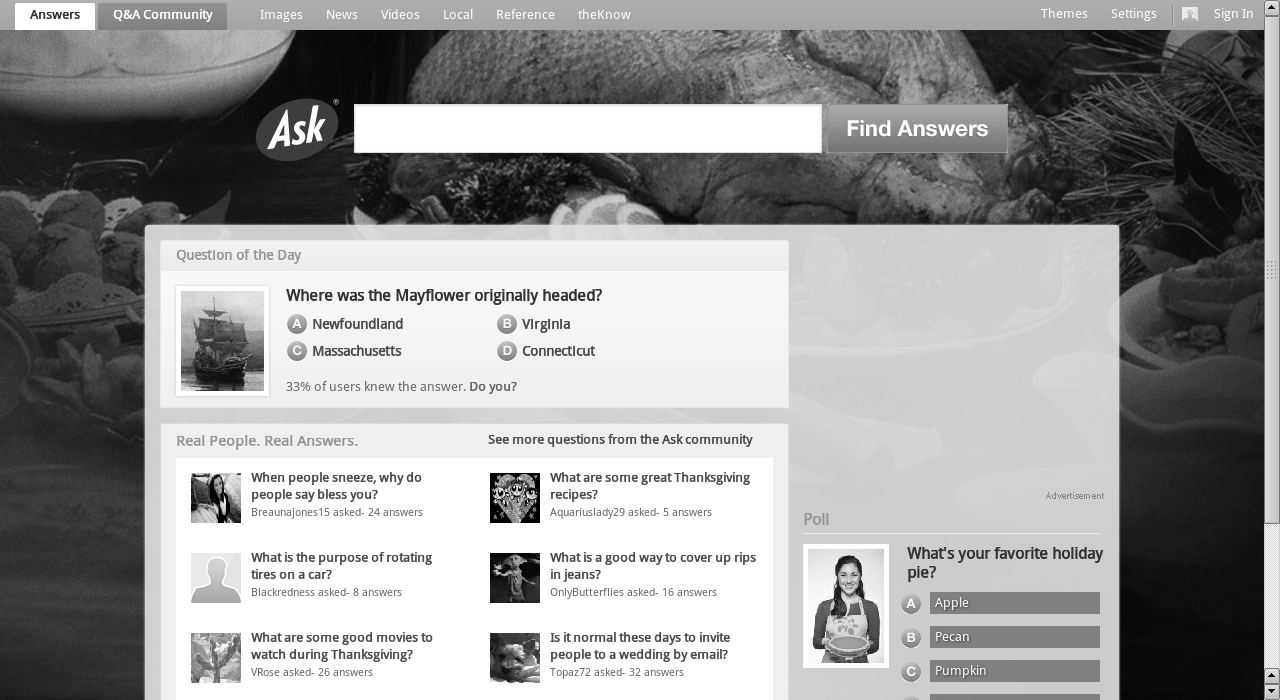 Answers
Q&A Community
Images
News
Videos
Local
Reference
theKnow
Themes
Settings
Sign In
Ask®
Find Answers
Question of the Day
Where was the Mayflower originally headed?
A Newfoundland
B Virginia
C Massachusetts
D Connecticut
33% of users knew the answer. Do you?
Real People. Real Answers.
See more questions from the Ask community
When people sneeze, why do
people say bless you?
Breaunajones15 asked- 24 answers
What are some great Thanksgiving
recipes?
Aquariuslady29 asked- 5 answers
What is the purpose of rotating
tires on a car?
Blackredness asked- 8 answers
What is a good way to cover up rips
in jeans?
OnlyButterflies asked- 16 answers
What are some good movies to
watch during Thanksgiving?
VRose asked- 26 answers
Is it normal these days to invite
people to a wedding by email?
Topaz72 asked- 32 answers
Advertisement
Poll
What's your favorite holiday
pie?
A Apple
B Pecan
C Pumpkin